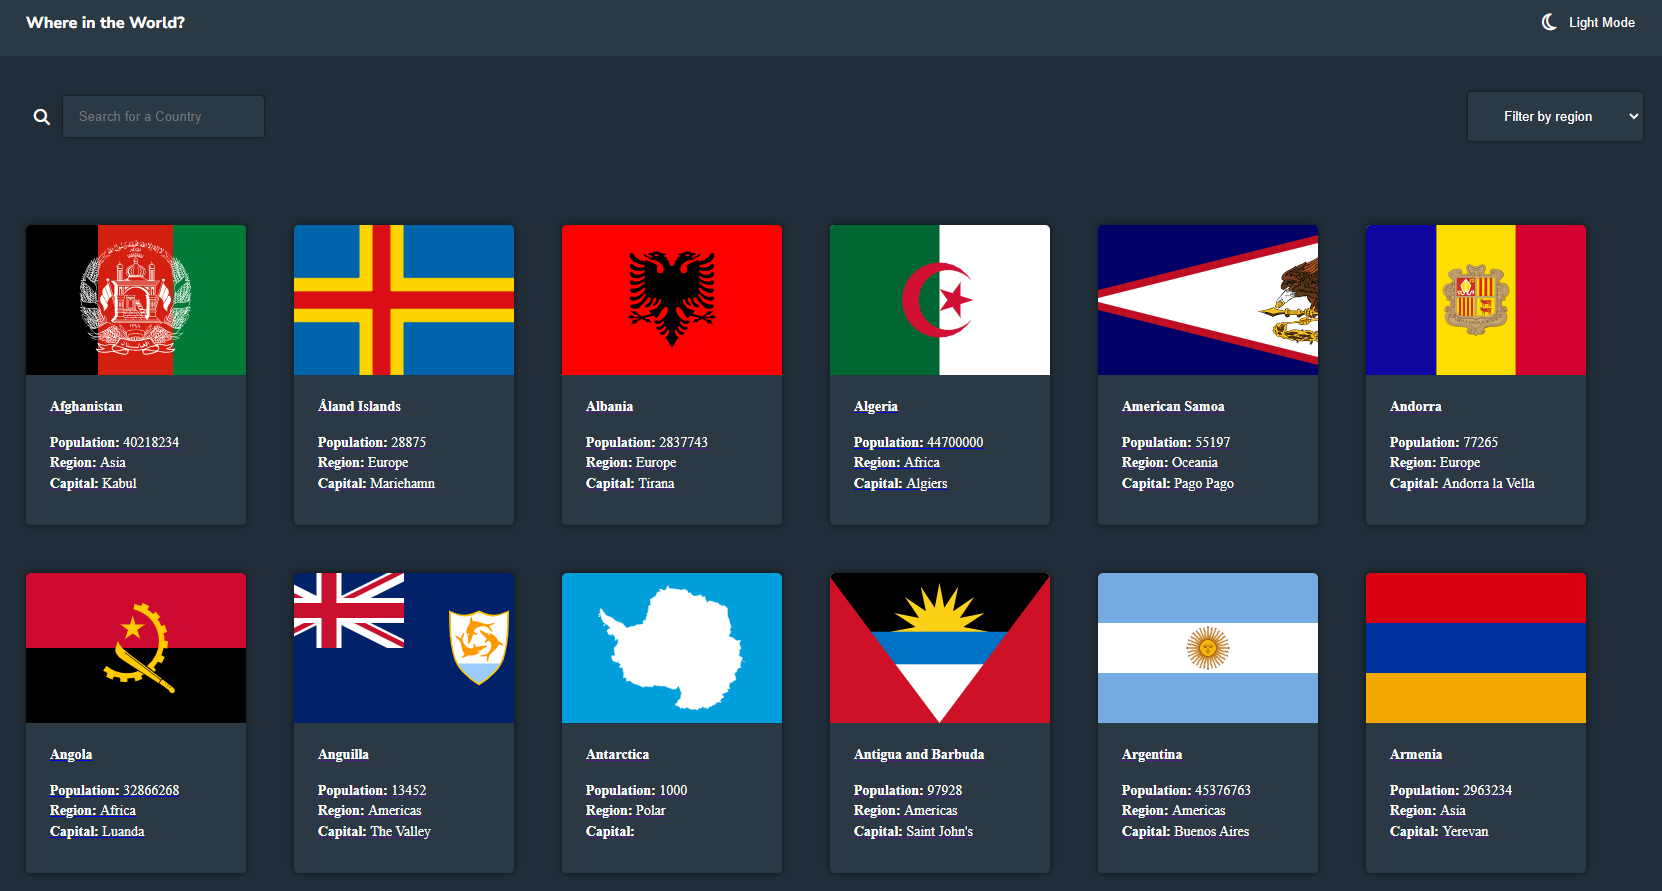 Where in the World?
Light Mode
Search for a Country
Filter by region
Afghanistan
Population: 40218234
Region: Asia
Capital: Kabul
Åland Islands
Population: 28875
Region: Europe
Capital: Mariehamn
Albania
Population: 2837743
Region: Europe
Capital: Tirana
Algeria
Population: 44700000
Region: Africa
Capital: Algiers
American Samoa
Population: 55197
Region: Oceania
Capital: Pago Pago
Andorra
Population: 77265
Region: Europe
Capital: Andorra la Vella
Angola
Population: 32866268
Region: Africa
Capital: Luanda
Anguilla
Population: 13452
Region: Americas
Capital: The Valley
Antarctica
Population: 1000
Region: Polar
Capital:
Antigua and Barbuda
Population: 97928
Region: Americas
Capital: Saint John's
Argentina
Population: 45376763
Region: Americas
Capital: Buenos Aires
Armenia
Population: 2963234
Region: Asia
Capital: Yerevan